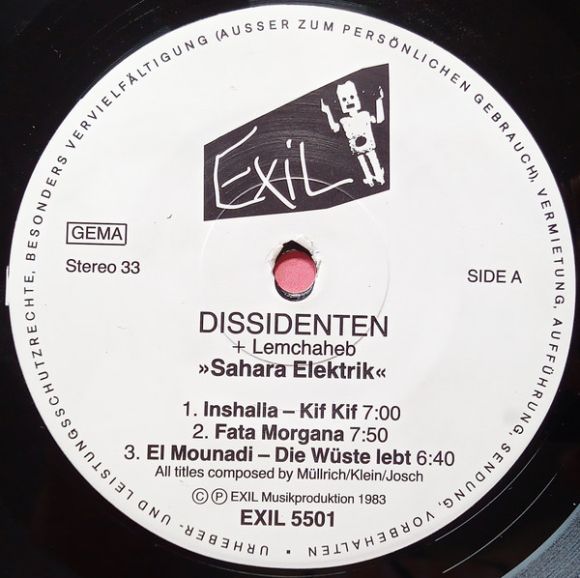 URHEBER- UND LEISTUNGSSCHUTZRECHTE, BESONDERS VERVIELFÄLTIGUNG (AUSSER ZUM PERSÖNLICHEN GEBRAUCH), VERMIETUNG, AUFFÜHRUNG, SENDUNG, VORBEHALTEN •
EXIL
GEMA
Stereo 33
SIDE A
DISSIDENTEN
+ Lemchaheb
»Sahara Elektrik«
1. Inshalla – Kif Kif 7:00
2. Fata Morgana 7:50
3. El Mounadi – Die Wüste lebt 6:40
All titles composed by Müllrich/Klein/Josch
Ⓒ Ⓟ EXIL Musikproduktion 1983
EXIL 5501